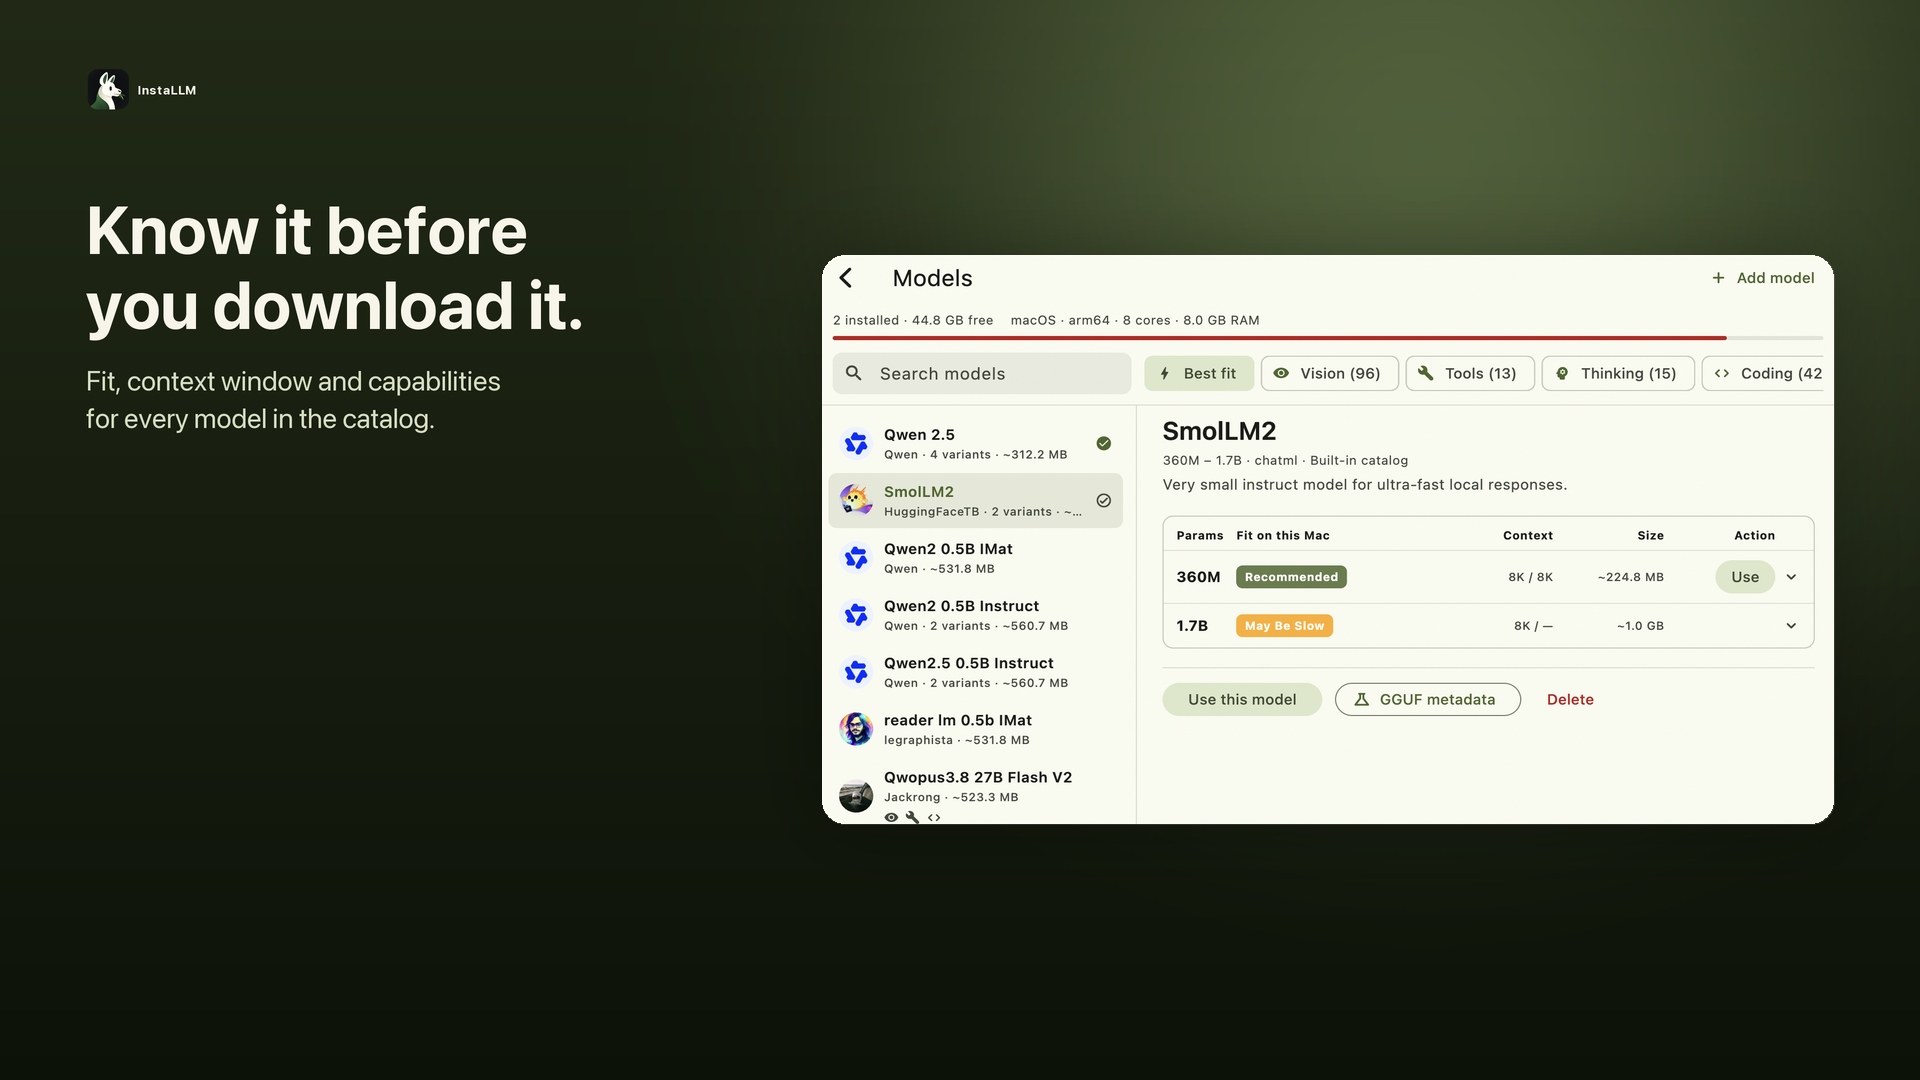 InstaLLM
Know it before
you download it.
Fit, context window and capabilities
for every model in the catalog.
Models
Add model
2 installed · 44.8 GB free macOS · arm64 · 8 cores · 8.0 GB RAM
Search models
Best fit
Vision (96)
Tools (13)
Thinking (15)
Coding (42
Qwen 2.5
Qwen · 4 variants · ~312.2 MB
SmolLM2
HuggingFaceTB · 2 variants · ~...
Qwen2 0.5B IMat
Qwen · ~531.8 MB
Qwen2 0.5B Instruct
Qwen · 2 variants · ~560.7 MB
Qwen2.5 0.5B Instruct
Qwen · 2 variants · ~560.7 MB
reader lm 0.5b IMat
legraphista · ~531.8 MB
Qwopus3.8 27B Flash V2
Jackrong · ~523.3 MB
SmolLM2
360M – 1.7B · chatml · Built-in catalog
Very small instruct model for ultra-fast local responses.
Params Fit on this Mac Context Size Action
360M Recommended 8K / 8K ~224.8 MB Use
1.7B May Be Slow 8K / — ~1.0 GB
Use this model
GGUF metadata
Delete